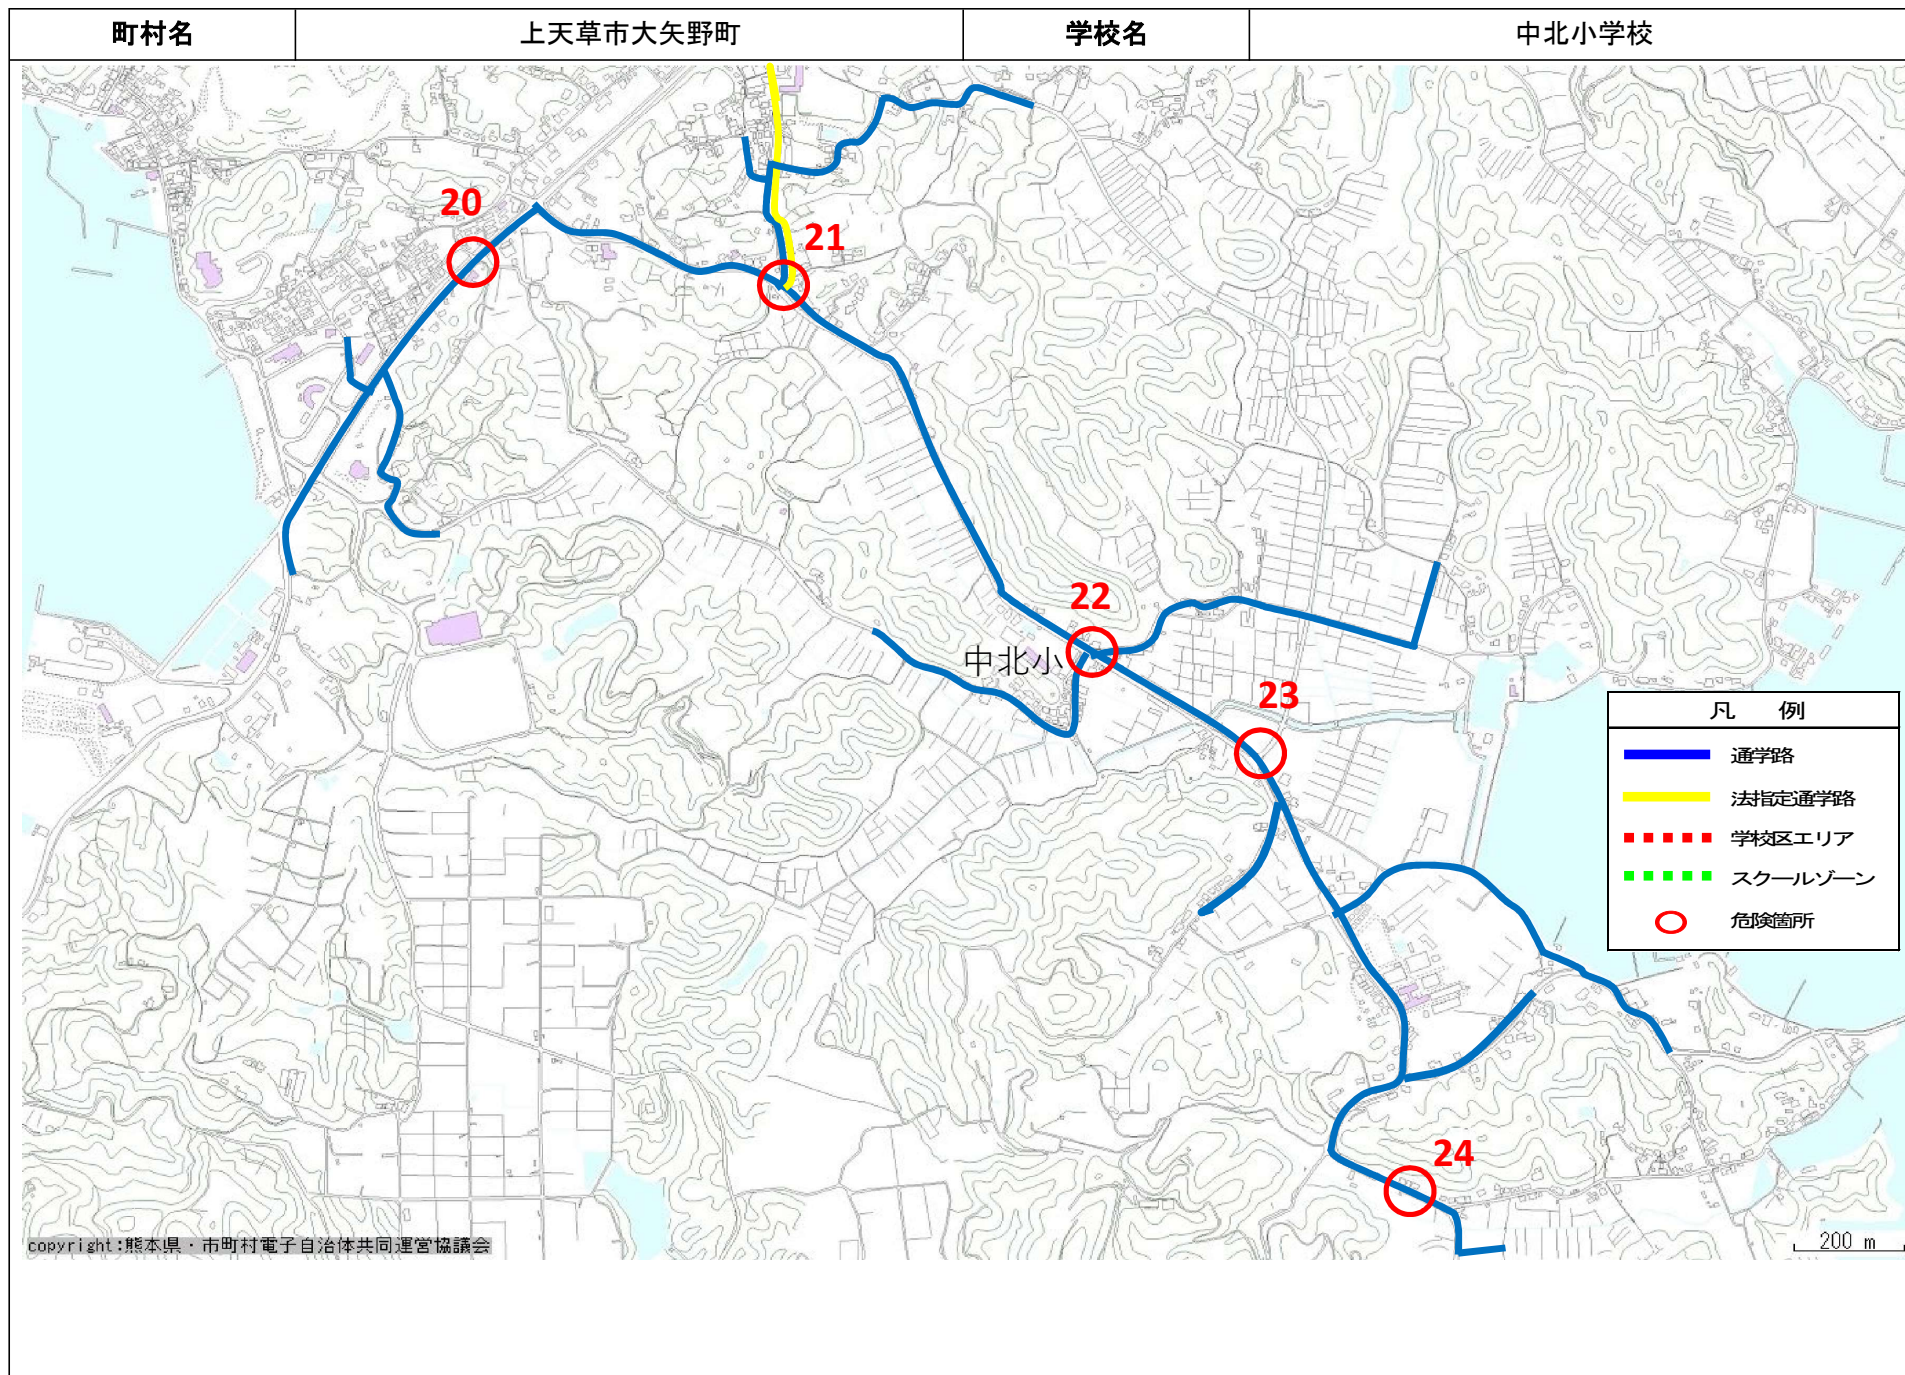 町村名 上天草市大矢野町 学校名 中北小学校
20
21
22
中北小
23
凡 例
通学路
法指定通学路
学校区エリア
スクールゾーン
危険箇所
24
copyright:熊本県・市町村電子自治体共同運営協議会
200 m